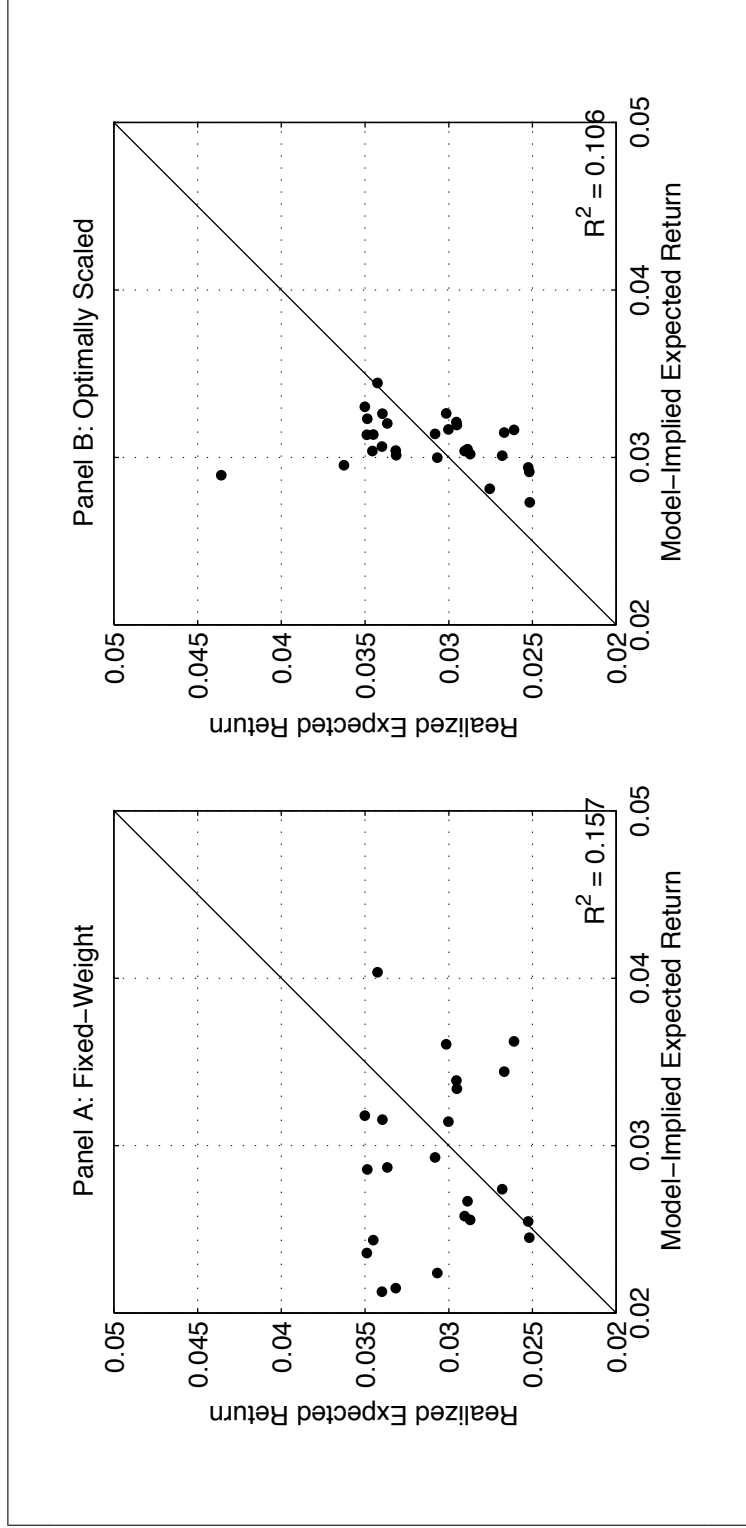 Panel A: Fixed−Weight
0.05
0.045
0.04
0.035
0.03
0.025
0.02
Realized Expected Return
R² = 0.157
0.02
0.03
0.04
0.05
Model−Implied Expected Return
Panel B: Optimally Scaled
0.05
0.045
0.04
0.035
0.03
0.025
0.02
Realized Expected Return
R² = 0.106
0.02
0.03
0.04
0.05
Model−Implied Expected Return